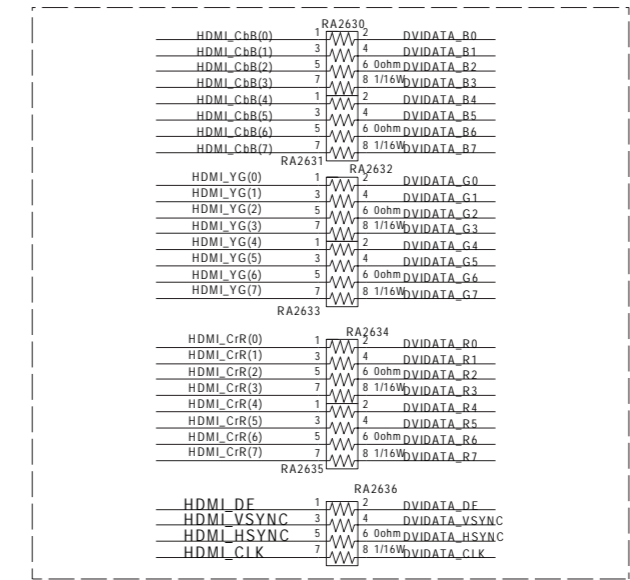 RA2630
HDMI_CbB(0) 1 2 DVIDATA_B0
HDMI_CbB(1) 3 4 DVIDATA_B1
HDMI_CbB(2) 5 6 0ohm DVIDATA_B2
HDMI_CbB(3) 7 8 1/16W DVIDATA_B3
HDMI_CbB(4) 1 2 DVIDATA_B4
HDMI_CbB(5) 3 4 DVIDATA_B5
HDMI_CbB(6) 5 6 0ohm DVIDATA_B6
HDMI_CbB(7) 7 8 1/16W DVIDATA_B7
RA2631 RA2632
HDMI_YG(0) 1 2 DVIDATA_G0
HDMI_YG(1) 3 4 DVIDATA_G1
HDMI_YG(2) 5 6 0ohm DVIDATA_G2
HDMI_YG(3) 7 8 1/16W DVIDATA_G3
HDMI_YG(4) 1 2 DVIDATA_G4
HDMI_YG(5) 3 4 DVIDATA_G5
HDMI_YG(6) 5 6 0ohm DVIDATA_G6
HDMI_YG(7) 7 8 1/16W DVIDATA_G7
RA2633
RA2634
HDMI_CrR(0) 1 2 DVIDATA_R0
HDMI_CrR(1) 3 4 DVIDATA_R1
HDMI_CrR(2) 5 6 0ohm DVIDATA_R2
HDMI_CrR(3) 7 8 1/16W DVIDATA_R3
HDMI_CrR(4) 1 2 DVIDATA_R4
HDMI_CrR(5) 3 4 DVIDATA_R5
HDMI_CrR(6) 5 6 0ohm DVIDATA_R6
HDMI_CrR(7) 7 8 1/16W DVIDATA_R7
RA2635
RA2636
HDMI_DE 1 2 DVIDATA_DE
HDMI_VSYNC 3 4 DVIDATA_VSYNC
HDMI_HSYNC 5 6 0ohm DVIDATA_HSYNC
HDMI_CLK 7 8 1/16W DVIDATA_CLK